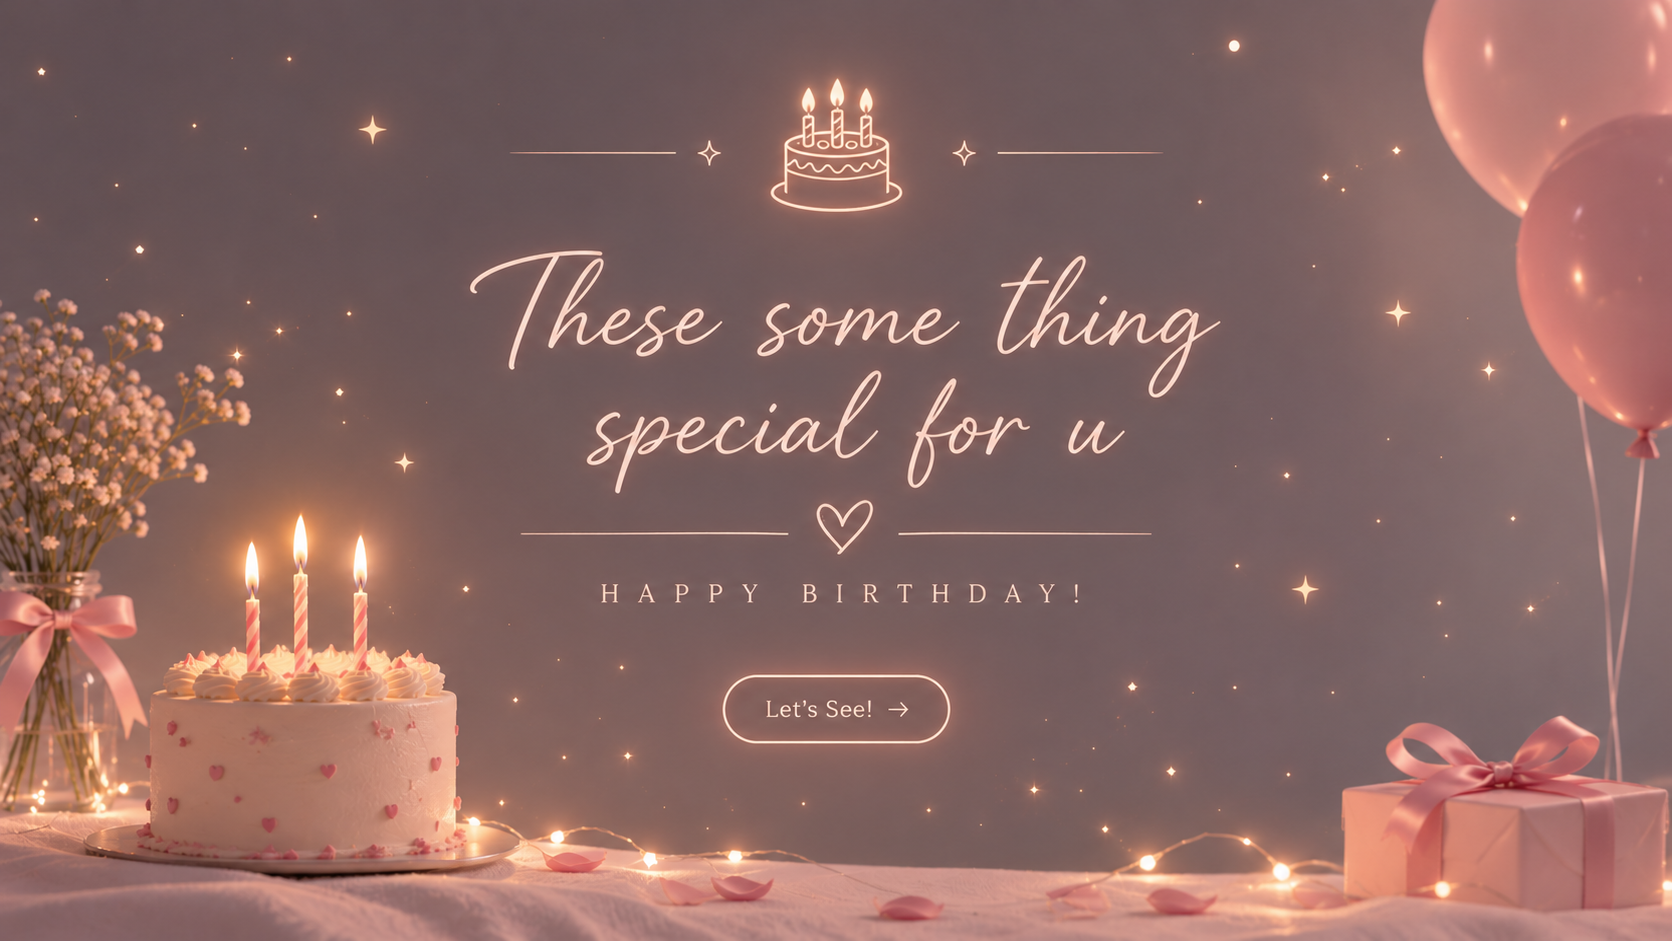 These some thing
special for u
HAPPY BIRTHDAY!
Let's See! →